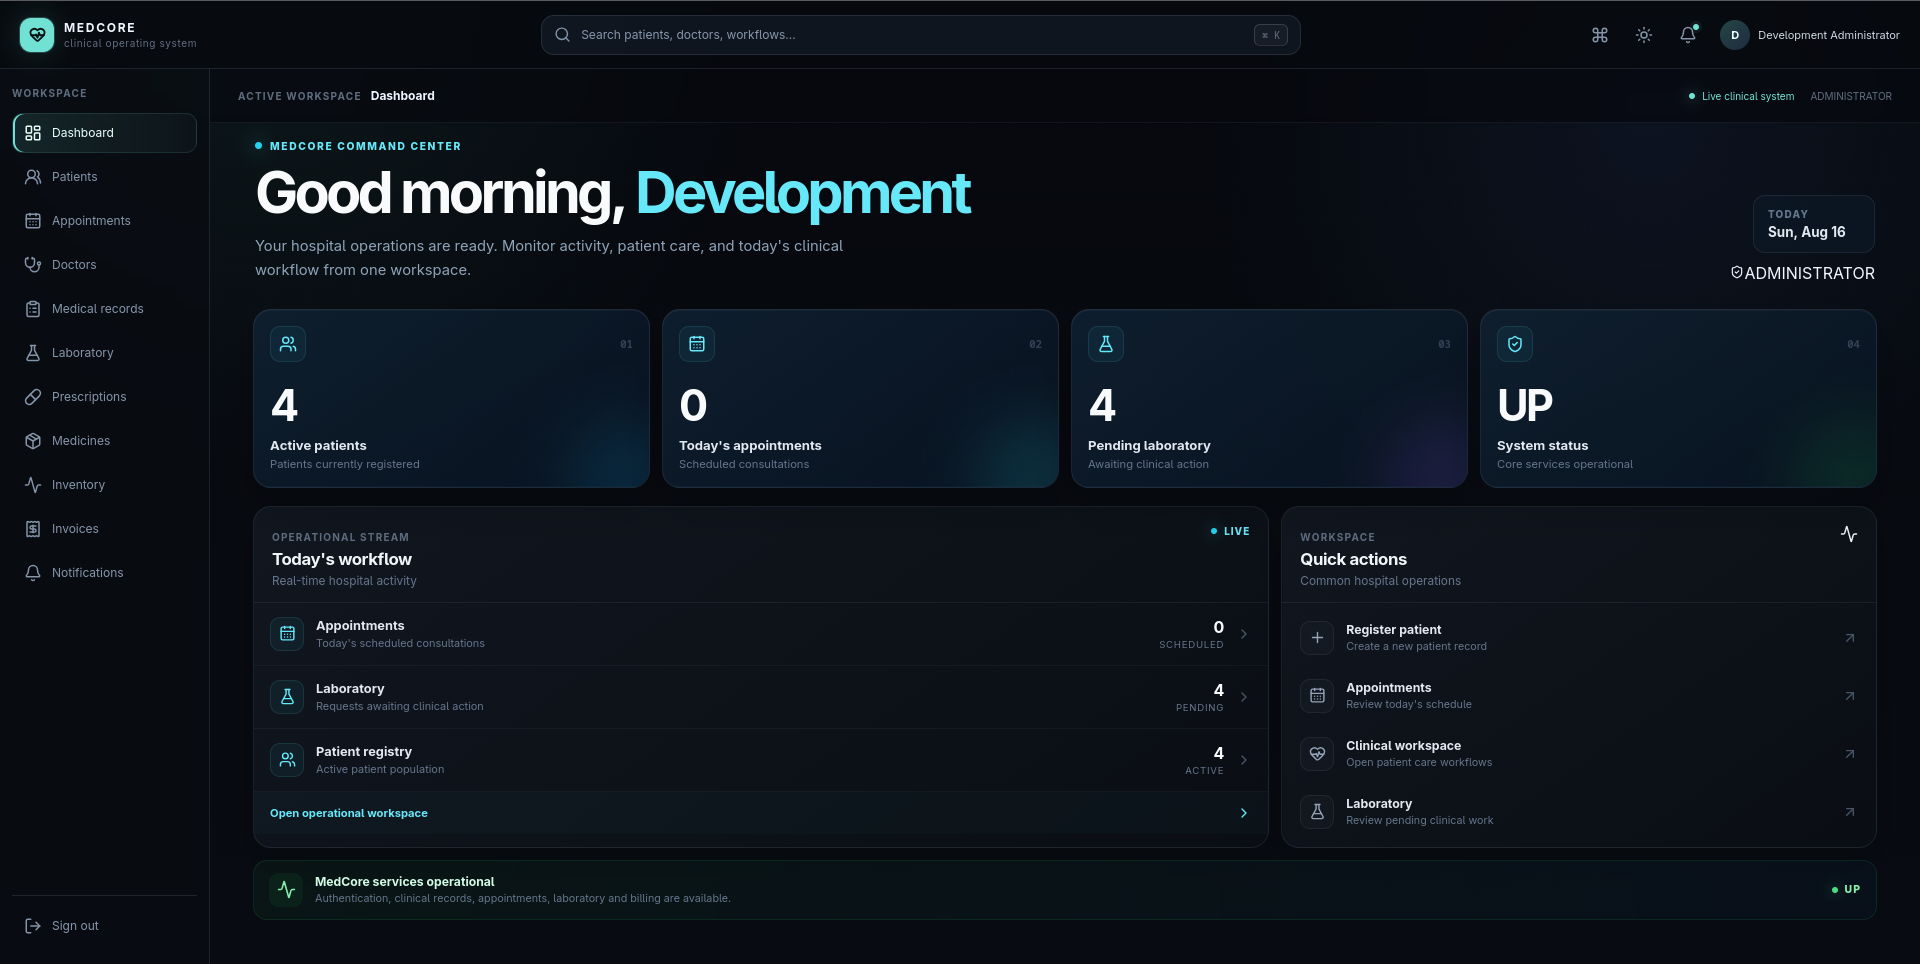 MEDCORE
clinical operating system
Search patients, doctors, workflows...
⌘ K
D
Development Administrator
WORKSPACE
Dashboard
Patients
Appointments
Doctors
Medical records
Laboratory
Prescriptions
Medicines
Inventory
Invoices
Notifications
Sign out
ACTIVE WORKSPACE Dashboard
Live clinical system
ADMINISTRATOR
MEDCORE COMMAND CENTER
Good morning, Development
Your hospital operations are ready. Monitor activity, patient care, and today's clinical
workflow from one workspace.
TODAY
Sun, Aug 16
ADMINISTRATOR
01
4
Active patients
Patients currently registered
02
0
Today's appointments
Scheduled consultations
03
4
Pending laboratory
Awaiting clinical action
04
UP
System status
Core services operational
OPERATIONAL STREAM
Today's workflow
Real-time hospital activity
LIVE
Appointments
Today's scheduled consultations
0
SCHEDULED
Laboratory
Requests awaiting clinical action
4
PENDING
Patient registry
Active patient population
4
ACTIVE
Open operational workspace
WORKSPACE
Quick actions
Common hospital operations
Register patient
Create a new patient record
Appointments
Review today's schedule
Clinical workspace
Open patient care workflows
Laboratory
Review pending clinical work
MedCore services operational
Authentication, clinical records, appointments, laboratory and billing are available.
UP